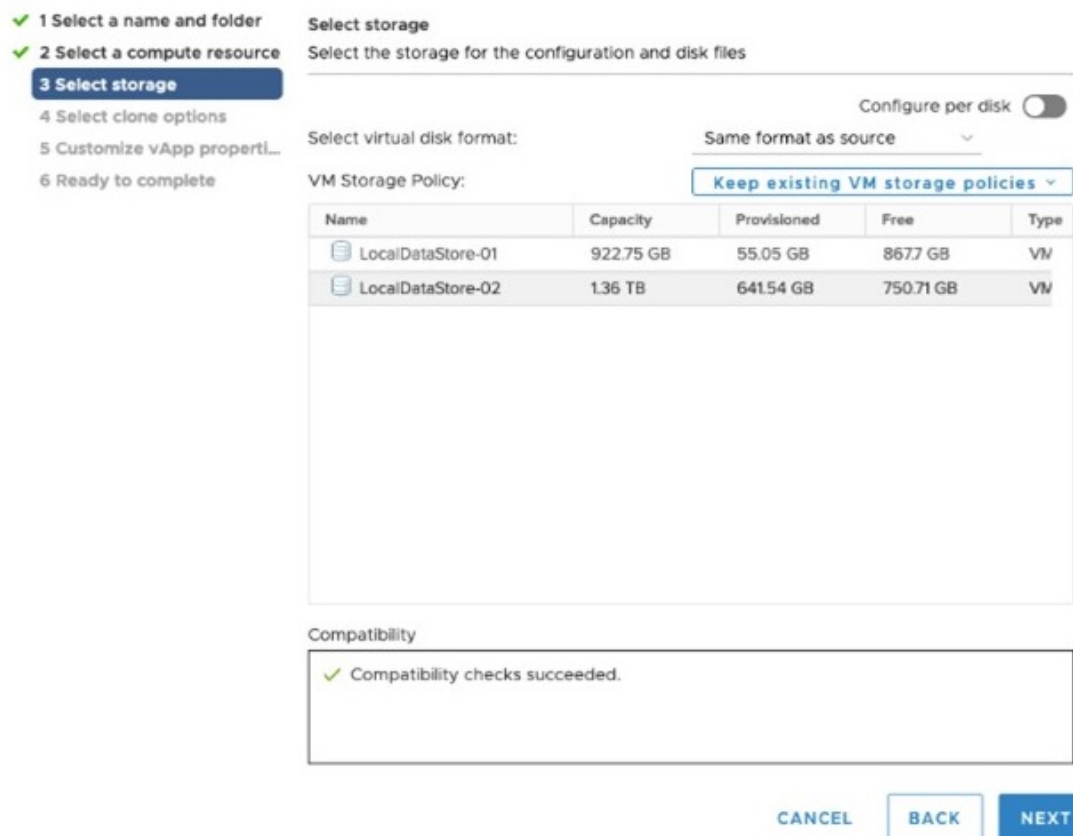 1 Select a name and folder
2 Select a compute resource
3 Select storage
4 Select clone options
5 Customize vApp properti...
6 Ready to complete
Select storage
Select the storage for the configuration and disk files
Configure per disk
Select virtual disk format: Same format as source
VM Storage Policy: Keep existing VM storage policies
Name Capacity Provisioned Free Type
LocalDataStore-01 922.75 GB 55.05 GB 867.7 GB VM
LocalDataStore-02 1.36 TB 641.54 GB 750.71 GB VM
Compatibility
Compatibility checks succeeded.
CANCEL BACK NEXT